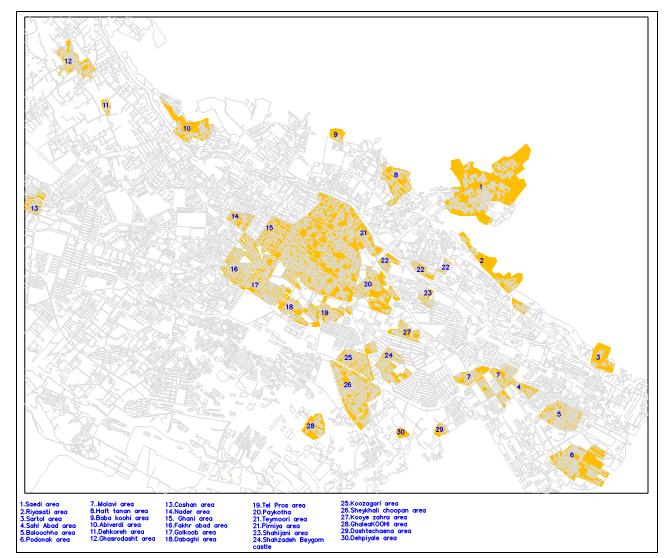 12
11
10
9
8
1
13
14
15
21
22
22
22
2
16
17
20
23
18
19
27
25
24
3
7
7
4
26
5
28
30
29
6
1.Saedi area
2.Riyasati area
3.Sartol area
4.Sahl Abad area
5.Baloochha area
6.Podonak area
7..Malavi area
8.Haft tanan area
9.Baba koohi area
10.Abiverdi area
11.Dehkoreh area
12.Ghasrodasht area
13.Coshan area
14.Nader area
15. Ghani area
16.Fakhr abad area
17.Golkoob area
18.Dabaghi area
19.Tel Pros area
20.Paykotha
21.Teymoori area
21.Pirniya area
23.Shahijani area
24.Shahzadeh Beygom
castle
25.Koozagari area
26.Sheykhali choopan area
27.Kooye zahra area
28.GhaleaKOOHI area
29.Dashtechaena area
30.Dehpiyale area